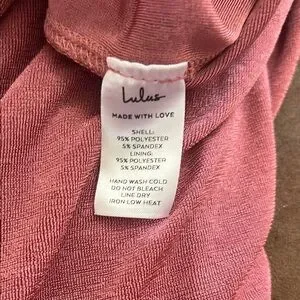 Lulus
MADE WITH LOVE
SHELL:
95% POLYESTER
5% SPANDEX
LINING:
95% POLYESTER
5% SPANDEX
HAND WASH COLD
DO NOT BLEACH
LINE DRY
IRON LOW HEAT